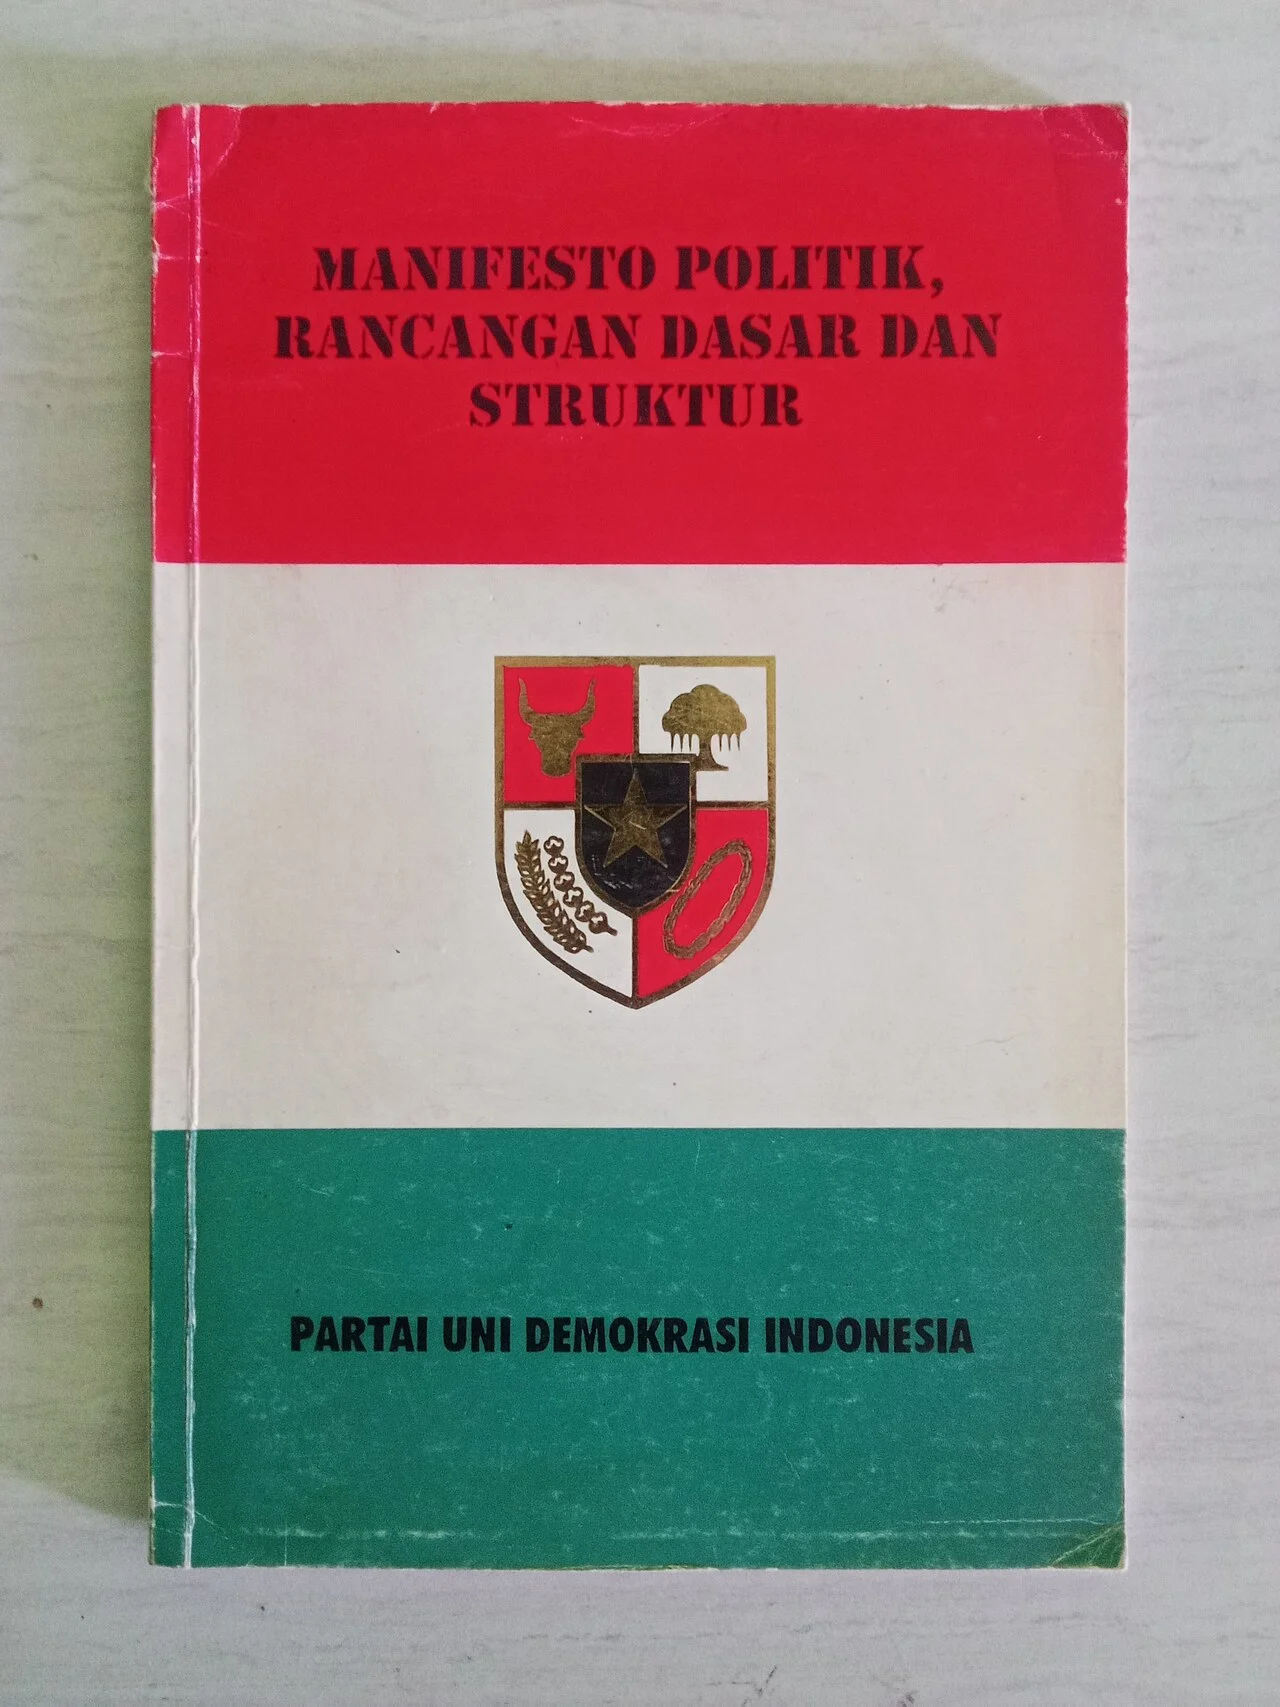 MANIFESTO POLITIK,
RANCANGAN DASAR DAN
STRUKTUR
PARTAI UNI DEMOKRASI INDONESIA